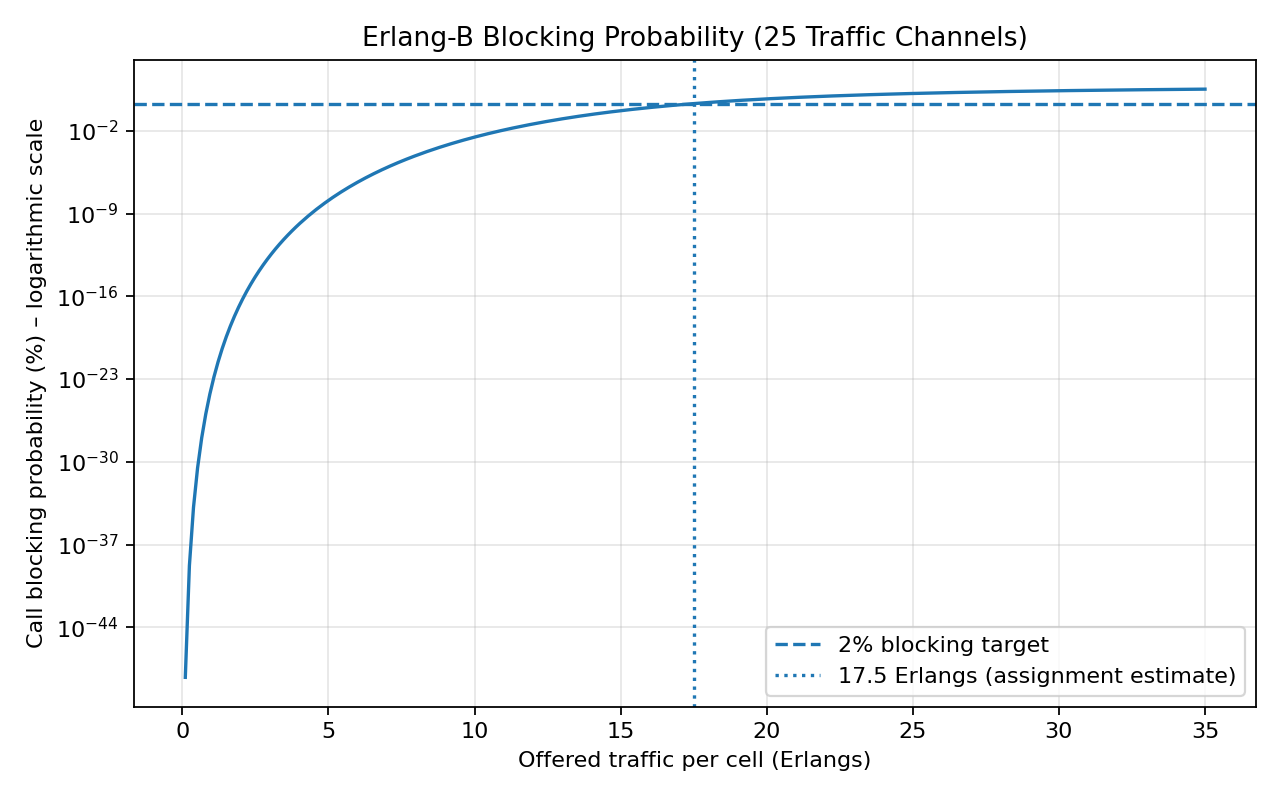 Erlang-B Blocking Probability (25 Traffic Channels)
Call blocking probability (%) – logarithmic scale
10⁻²
10⁻⁹
10⁻¹⁶
10⁻²³
10⁻³⁰
10⁻³⁷
10⁻⁴⁴
2% blocking target
17.5 Erlangs (assignment estimate)
0 5 10 15 20 25 30 35
Offered traffic per cell (Erlangs)